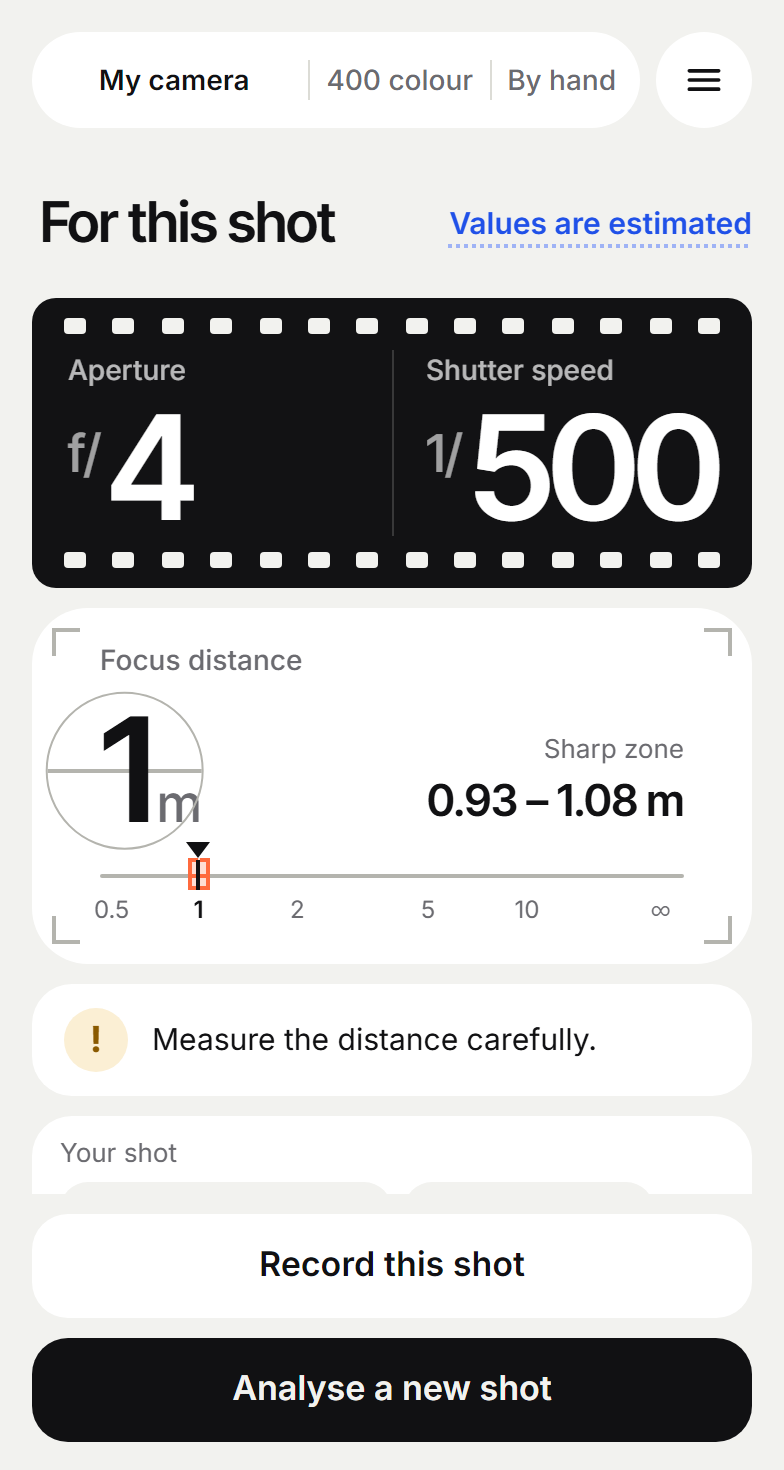 My camera
400 colour
By hand
For this shot
Values are estimated
Aperture
f/4
Shutter speed
1/500
Focus distance
1m
Sharp zone
0.93 – 1.08 m
0.5 1 2 5 10 ∞
!
Measure the distance carefully.
Your shot
Record this shot
Analyse a new shot